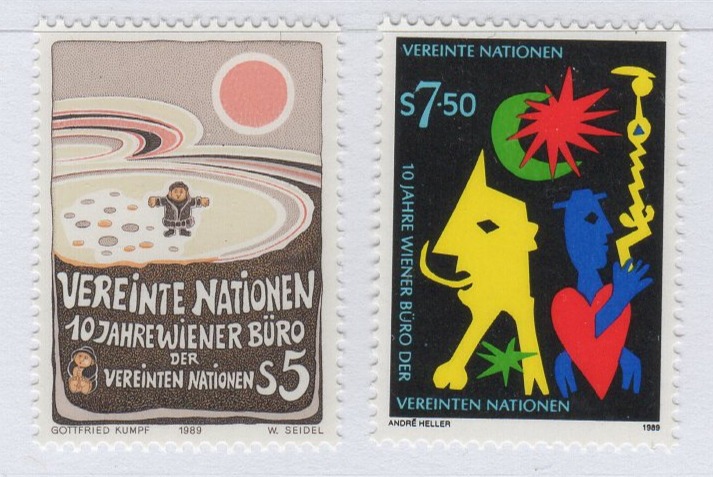 VEREINTE NATIONEN
10 JAHRE WIENER BÜRO
DER
VEREINTEN NATIONEN S5
GOTTFRIED KUMPF 1989 W. SEIDEL
VEREINTE NATIONEN
S7·50
10 JAHRE WIENER BÜRO DER
VEREINTEN NATIONEN
ANDRÉ HELLER 1989